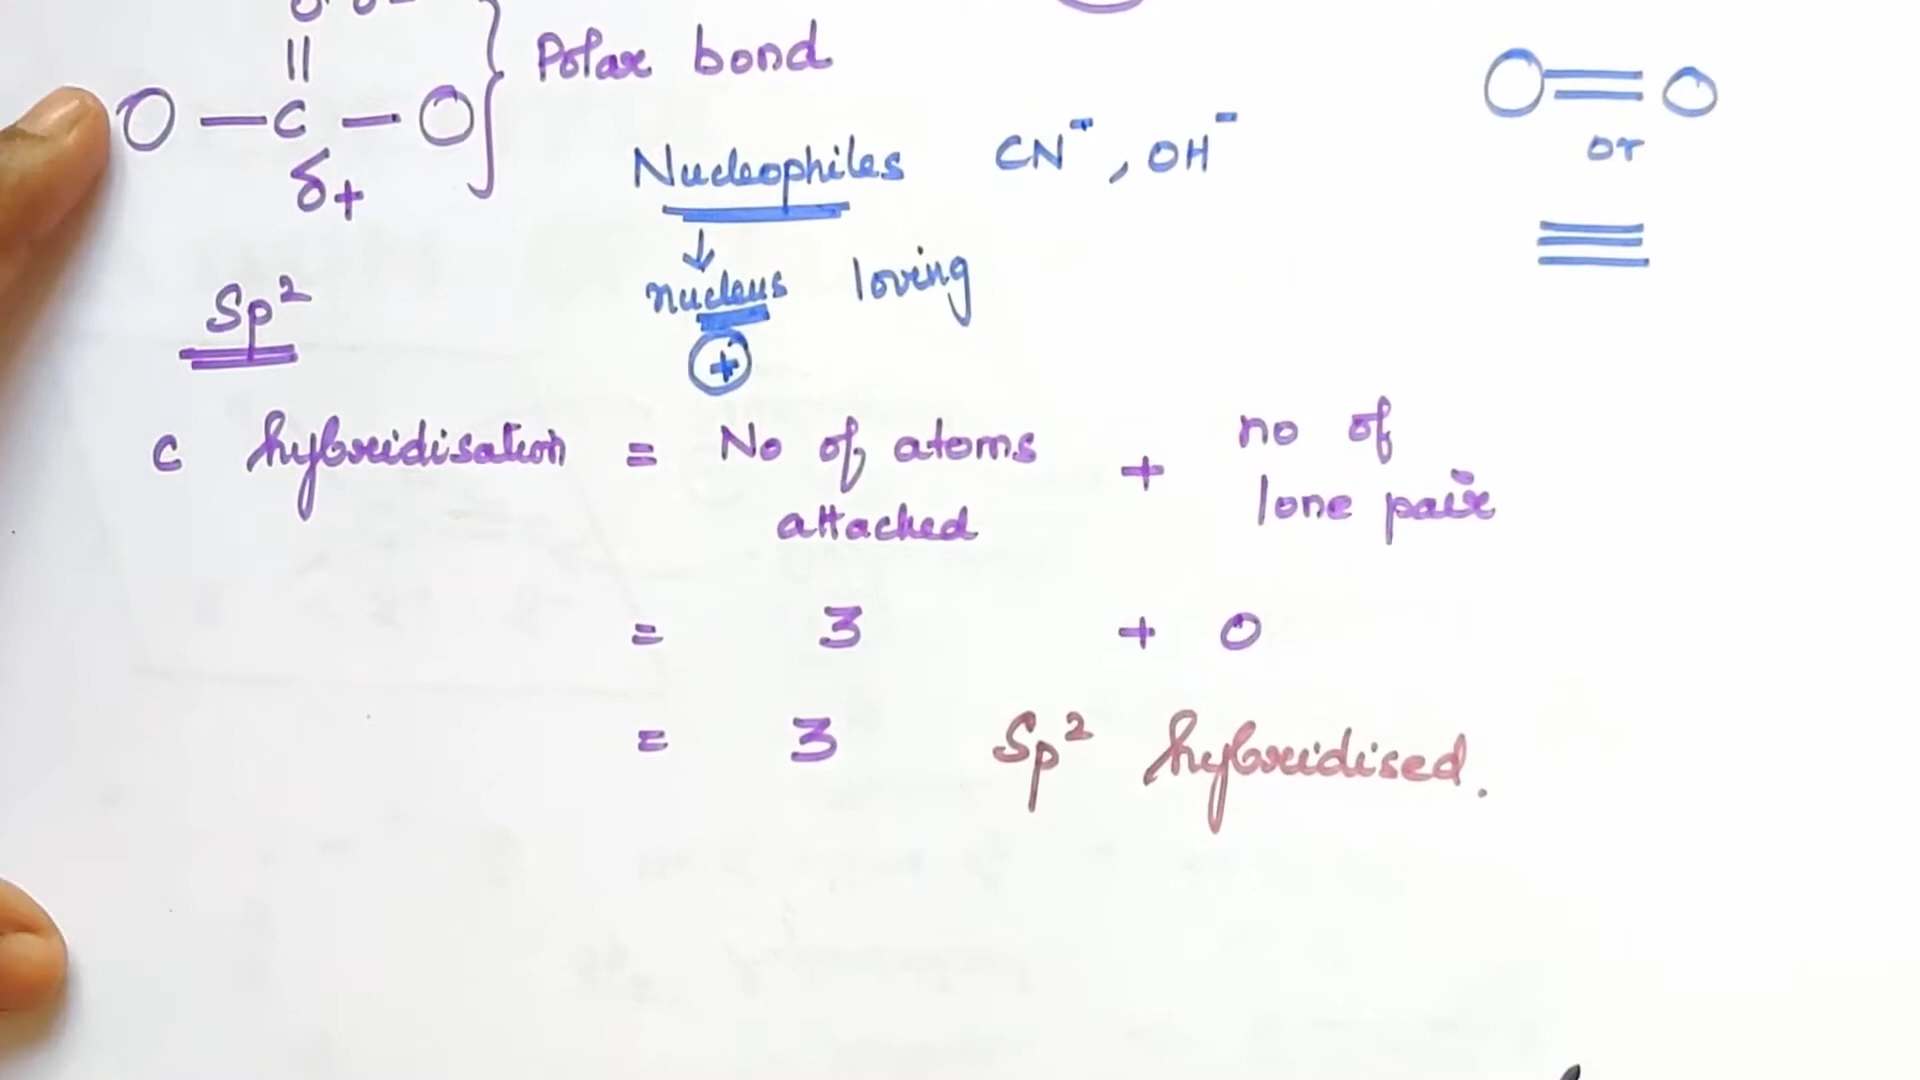 ||
O — C — O } Polar bond
δ+
Nucleophiles CN⁻, OH⁻
↓
nucleus loving
+
O = O
or
≡
Sp²
C hybridisation = No of atoms attached + no of lone pair
= 3 + 0
= 3 Sp² hybridised.